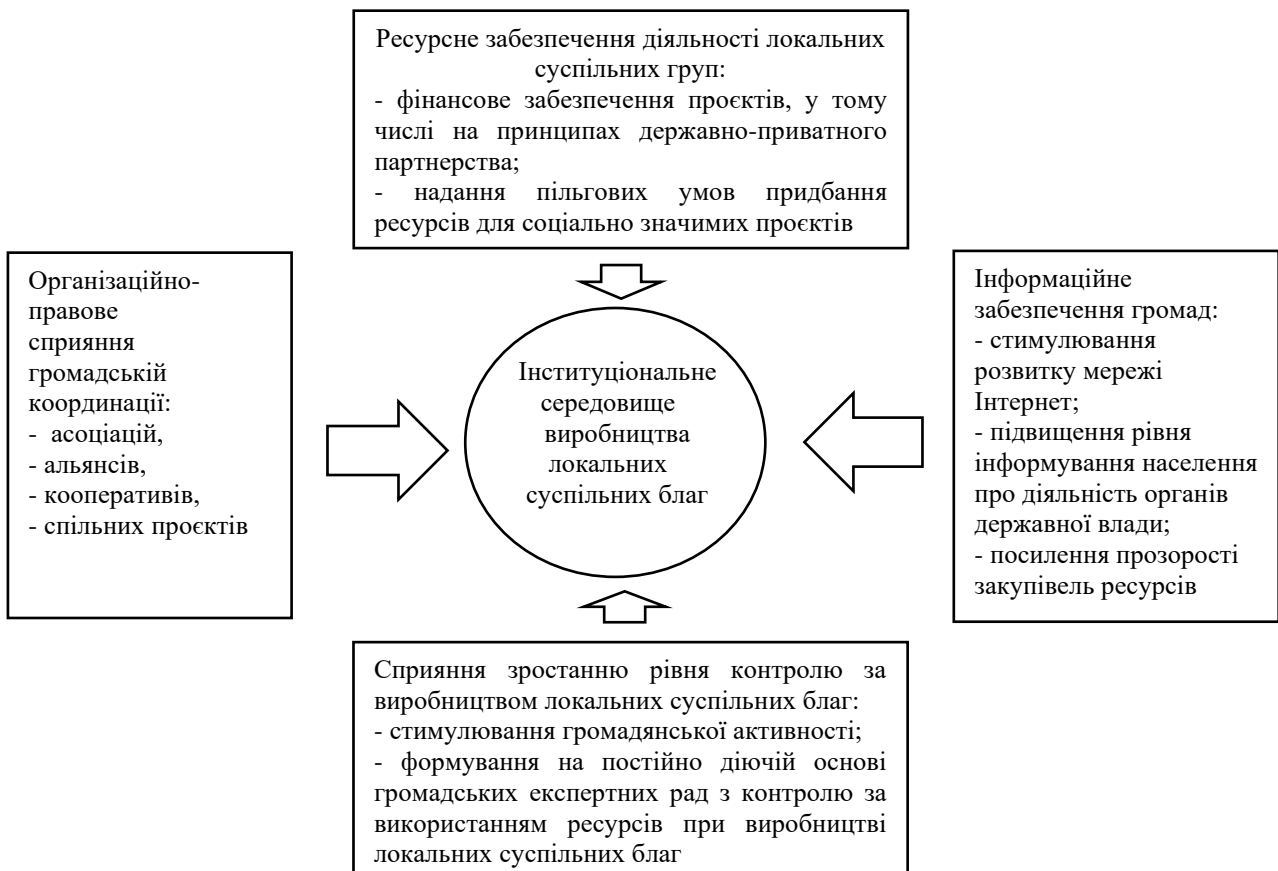 Ресурсне забезпечення діяльності локальних
суспільних груп:
- фінансове забезпечення проєктів, у тому
числі на принципах державно-приватного
партнерства;
- надання пільгових умов придбання
ресурсів для соціально значимих проєктів
Організаційно-
правове
сприяння
громадській
координації:
- асоціацій,
- альянсів,
- кооперативів,
- спільних проєктів
Інституціональне
середовище
виробництва
локальних
суспільних благ
Інформаційне
забезпечення громад:
- стимулювання
розвитку мережі
Інтернет;
- підвищення рівня
інформування населення
про діяльність органів
державної влади;
- посилення прозорості
закупівель ресурсів
Сприяння зростанню рівня контролю за
виробництвом локальних суспільних благ:
- стимулювання громадянської активності;
- формування на постійно діючій основі
громадських експертних рад з контролю за
використанням ресурсів при виробництві
локальних суспільних благ